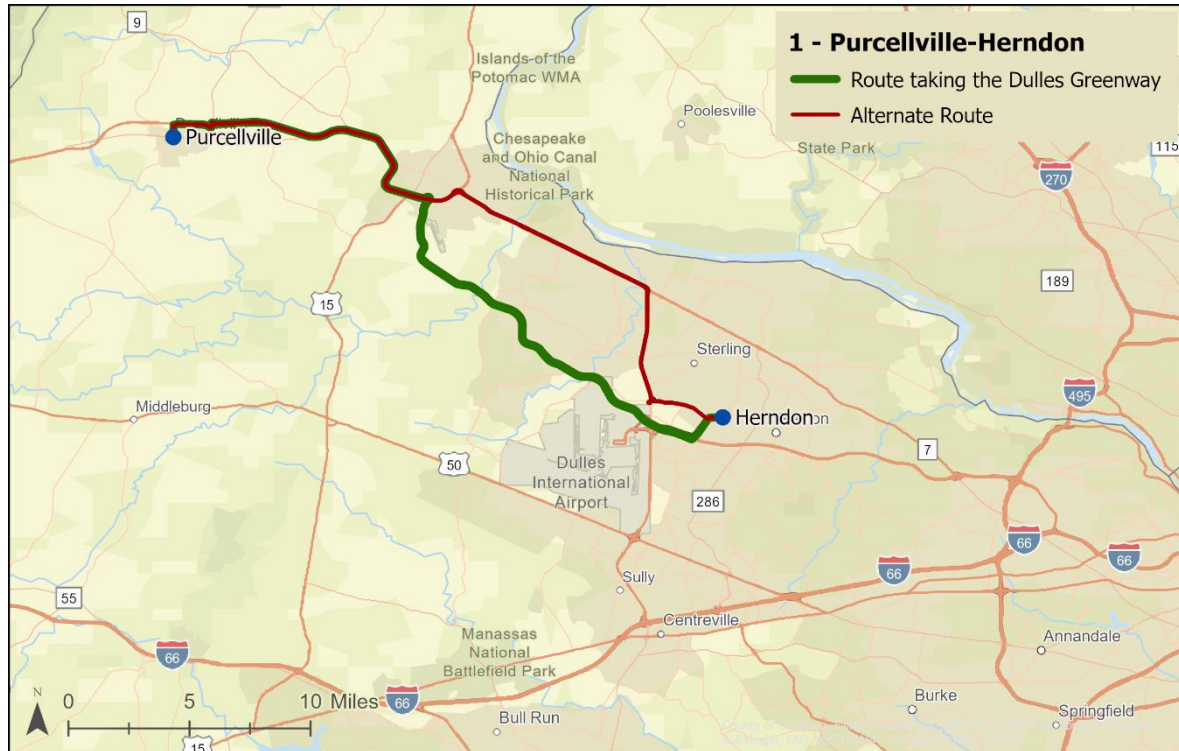 1 - Purcellville-Herndon
Route taking the Dulles Greenway
Alternate Route
9
Islands of the
Potomac WMA
Poolesville
115
State Park
Purcellville
Chesapeake
and Ohio Canal
National
Historical Park
270
189
15
Sterling
495
Middleburg
Herndon
50
Dulles
International
Airport
7
286
66
66
66
Sully
55
Centreville
66
Manassas
National
Battlefield Park
Annandale
N
0 5 10 Miles
66
Burke
Bull Run
Springfield
15